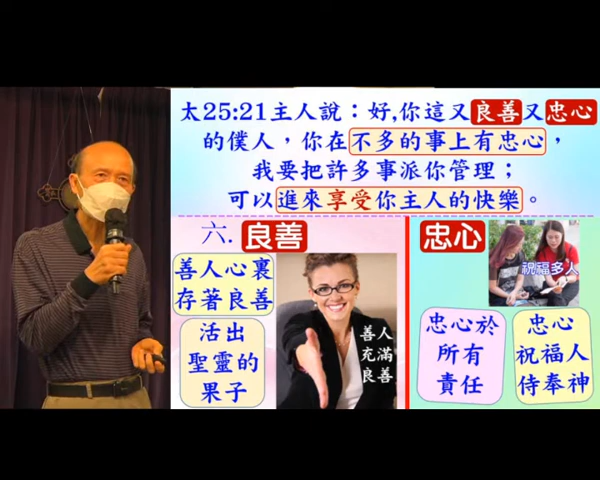 太25:21主人說：好,你這又良善又忠心
的僕人，你在不多的事上有忠心，
我要把許多事派你管理；
可以進來享受你主人的快樂。
六.良善
善人心裏
存著良善
活出
聖靈的
果子
善人
充滿
良善
忠心
祝福多人
忠心於
所有
責任
忠心
祝福人
侍奉神